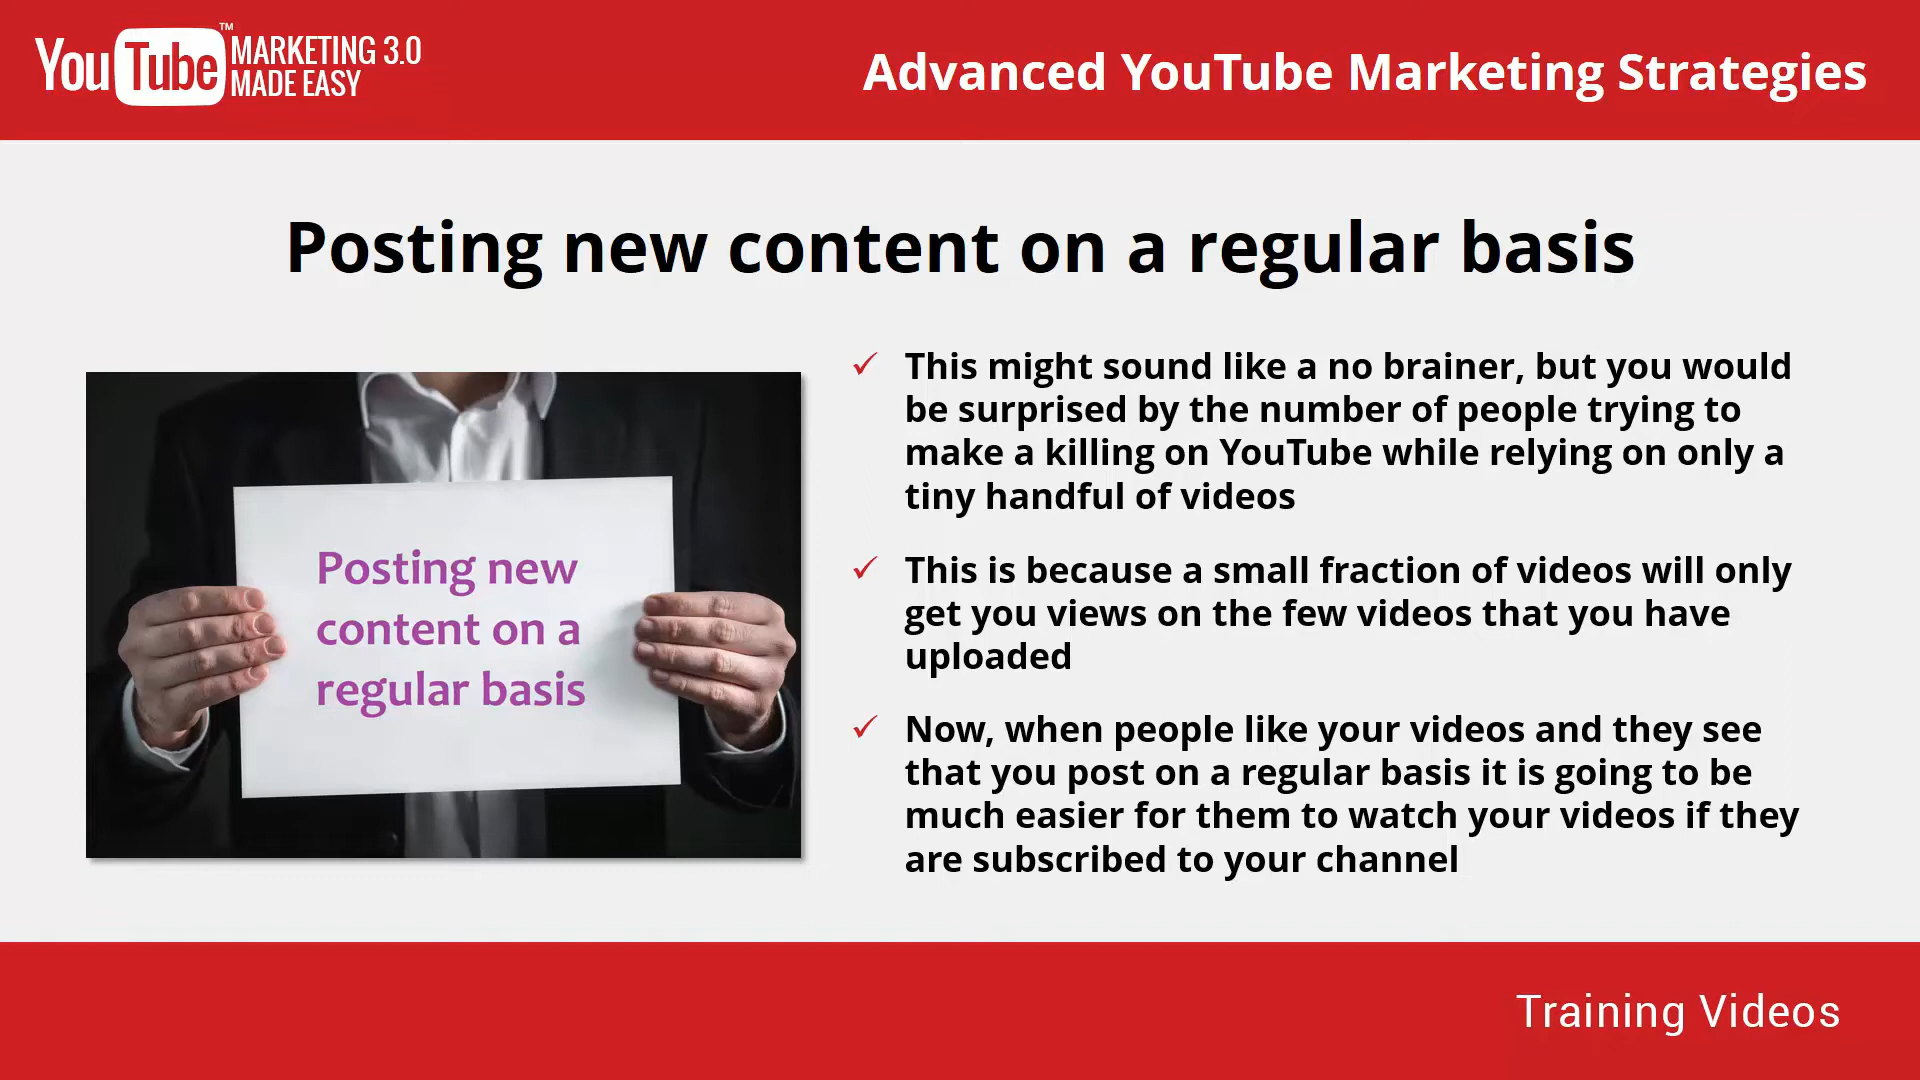 YouTube™ MARKETING 3.0
MADE EASY
Advanced YouTube Marketing Strategies
Posting new content on a regular basis
Posting new
content on a
regular basis
This might sound like a no brainer, but you would
be surprised by the number of people trying to
make a killing on YouTube while relying on only a
tiny handful of videos
This is because a small fraction of videos will only
get you views on the few videos that you have
uploaded
Now, when people like your videos and they see
that you post on a regular basis it is going to be
much easier for them to watch your videos if they
are subscribed to your channel
Training Videos